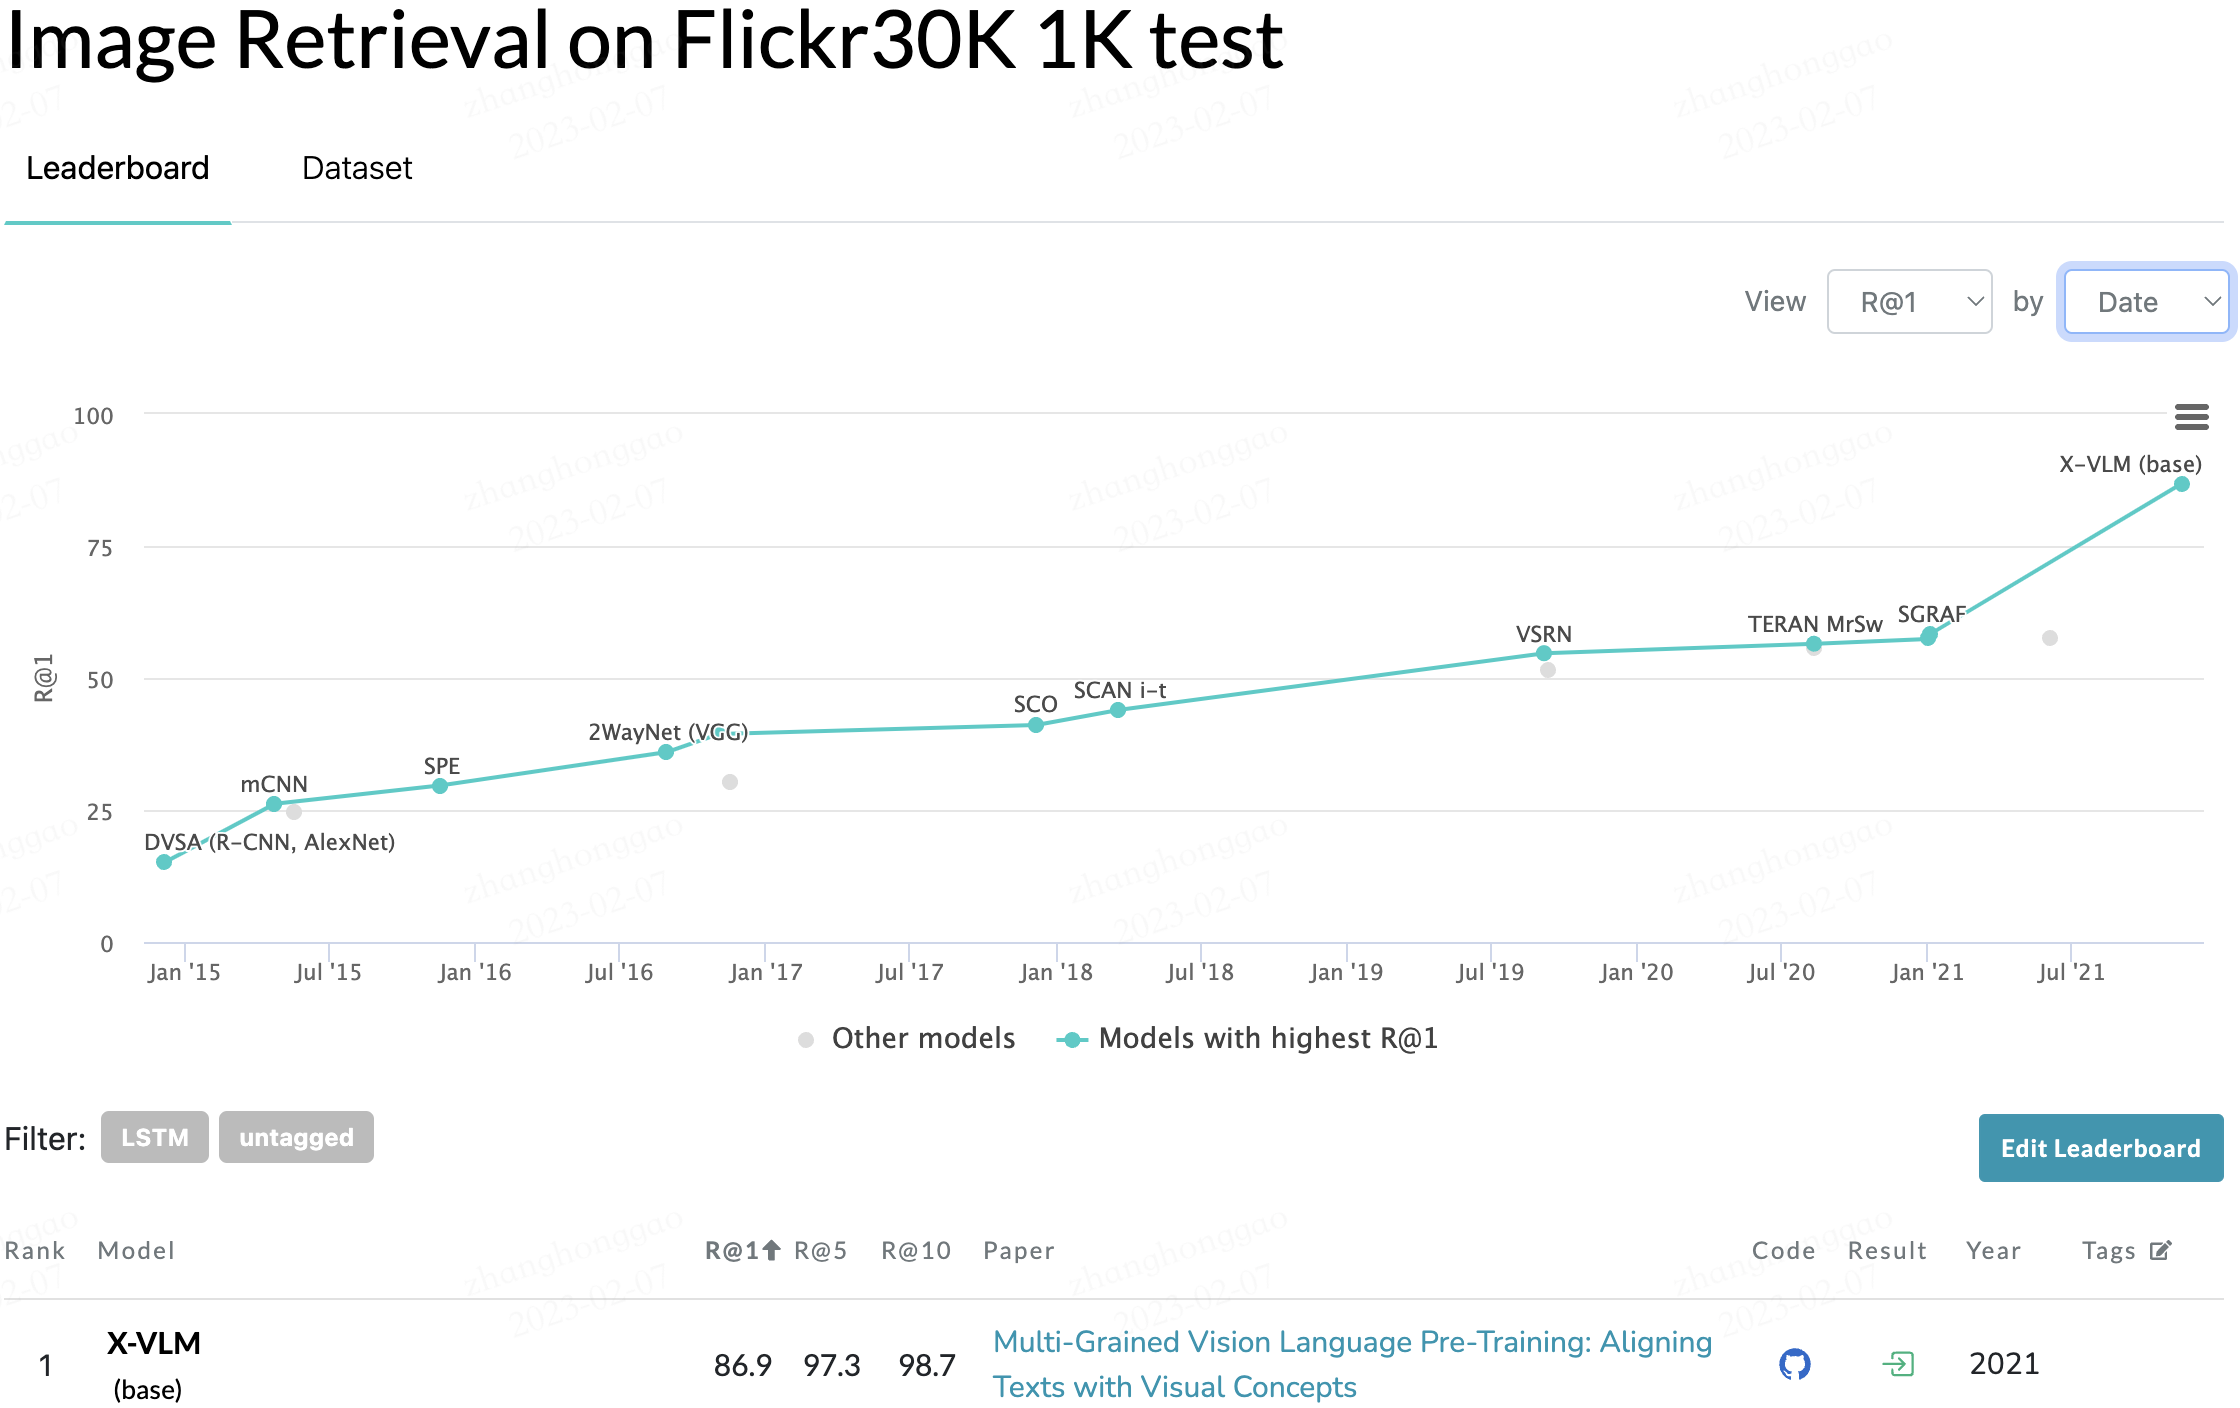 Image Retrieval on Flickr30K 1K test
Leaderboard Dataset
View R@1 by Date
100
75
50
25
0
R@1
X-VLM (base)
SGRAF
TERAN MrSw
VSRN
SCAN i-t
SCO
2WayNet (VGG)
SPE
mCNN
DVSA (R-CNN, AlexNet)
Jan '15 Jul '15 Jan '16 Jul '16 Jan '17 Jul '17 Jan '18 Jul '18 Jan '19 Jul '19 Jan '20 Jul '20 Jan '21 Jul '21
Other models Models with highest R@1
Filter: LSTM untagged
Edit Leaderboard
Rank Model R@1 R@5 R@10 Paper Code Result Year Tags
1 X-VLM (base) 86.9 97.3 98.7 Multi-Grained Vision Language Pre-Training: Aligning
Texts with Visual Concepts 2021
zhanghonggao
2023-02-07